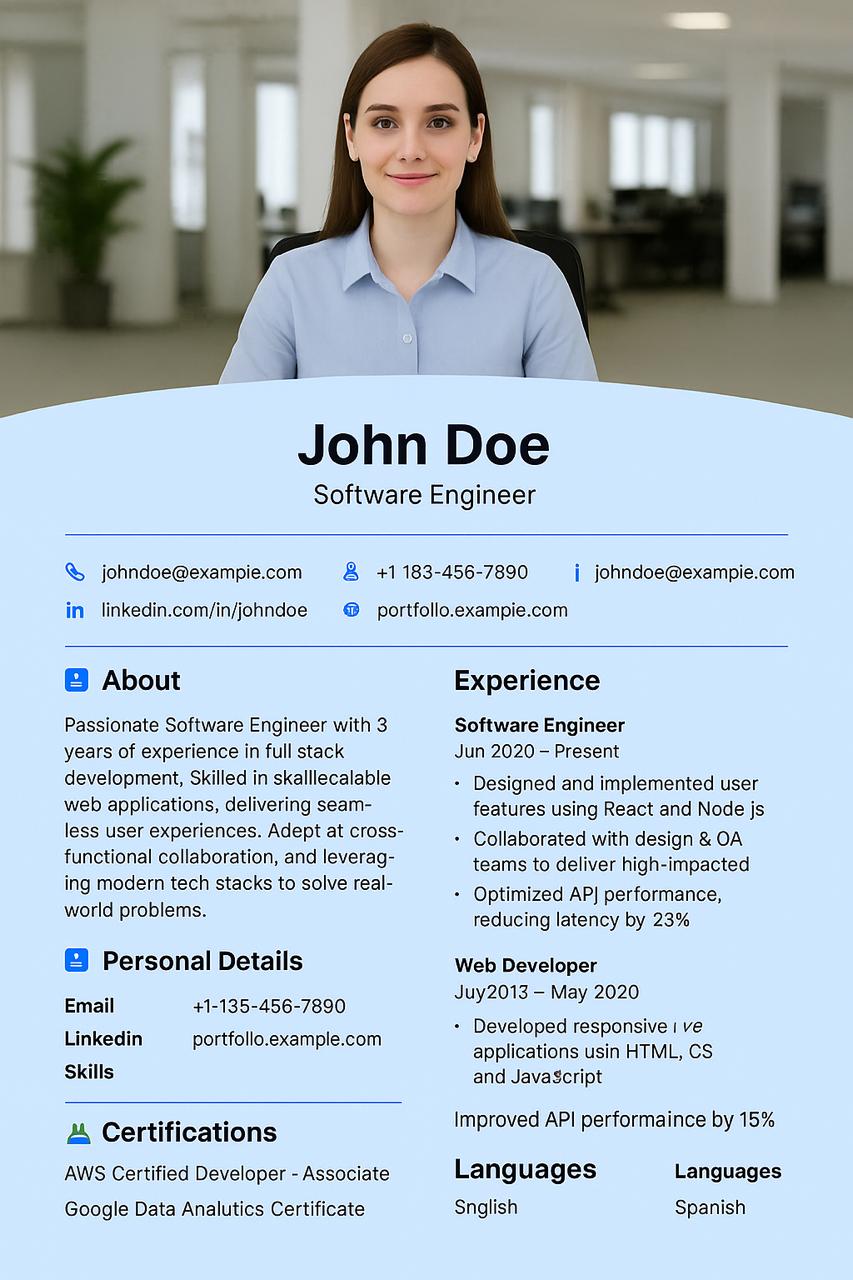 John Doe
Software Engineer
johndoe@exampie.com
+1 183-456-7890
johndoe@exampie.com
linkedin.com/in/johndoe
portfollo.exampie.com
About
Passionate Software Engineer with 3
years of experience in full stack
development, Skilled in skalllecalable
web applications, delivering seam-
less user experiences. Adept at cross-
functional collaboration, and leverag-
ing modern tech stacks to solve real-
world problems.
Personal Details
Email +1-135-456-7890
Linkedin portfollo.example.com
Skills
Certifications
AWS Certified Developer - Associate
Google Data Analutics Certificate
Experience
Software Engineer
Jun 2020 – Present
• Designed and implemented user
features using React and Node js
• Collaborated with design & OA
teams to deliver high-impacted
• Optimized APJ performance,
reducing latency by 23%
Web Developer
Juy2013 – May 2020
• Developed responsive
applications usin HTML, CS
and JavaScript
Improved API performaince by 15%
Languages
Snglish
Languages
Spanish